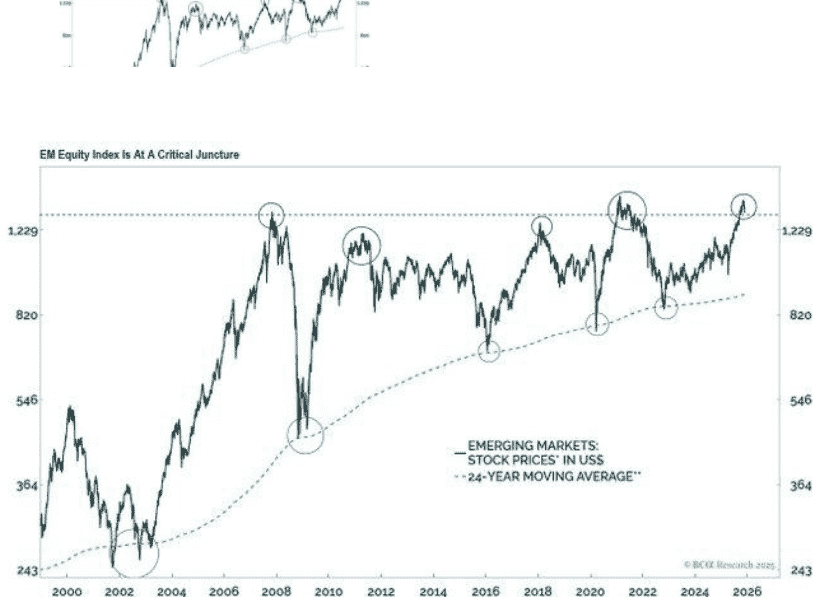 EM Equity Index Is At A Critical Juncture
1,229 1,229
820 820
546 546
EMERGING MARKETS:
STOCK PRICES* IN US$
24-YEAR MOVING AVERAGE**
364 364
© BCA Research 2025
243 243
2000 2002 2004 2006 2008 2010 2012 2014 2016 2018 2020 2022 2024 2026